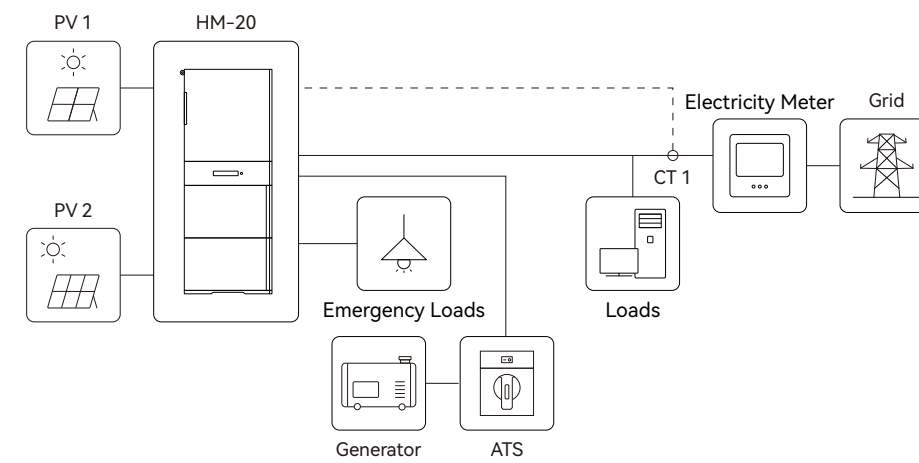 PV 1
HM-20
Electricity Meter
Grid
CT 1
PV 2
Emergency Loads
Loads
Generator
ATS